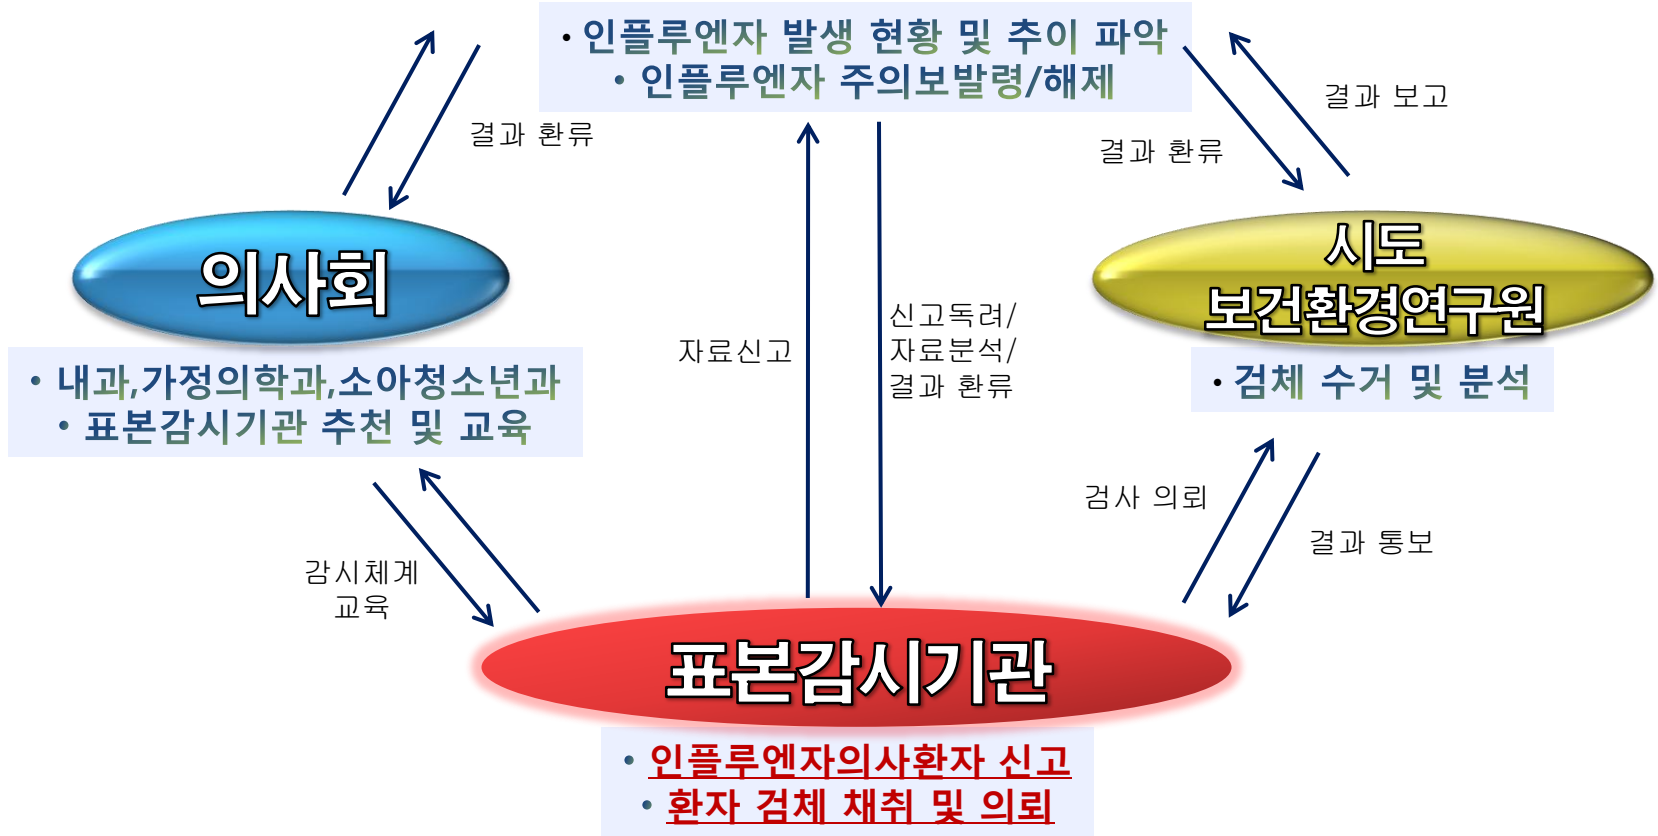 • 인플루엔자 발생 현황 및 추이 파악
• 인플루엔자 주의보발령/해제
결과 환류
결과 환류
결과 보고
의사회
• 내과,가정의학과,소아청소년과
• 표본감시기관 추천 및 교육
자료신고
신고독려/
자료분석/
결과 환류
시도
보건환경연구원
• 검체 수거 및 분석
감시체계
교육
검사 의뢰
결과 통보
표본감시기관
• 인플루엔자의사환자 신고
• 환자 검체 채취 및 의뢰